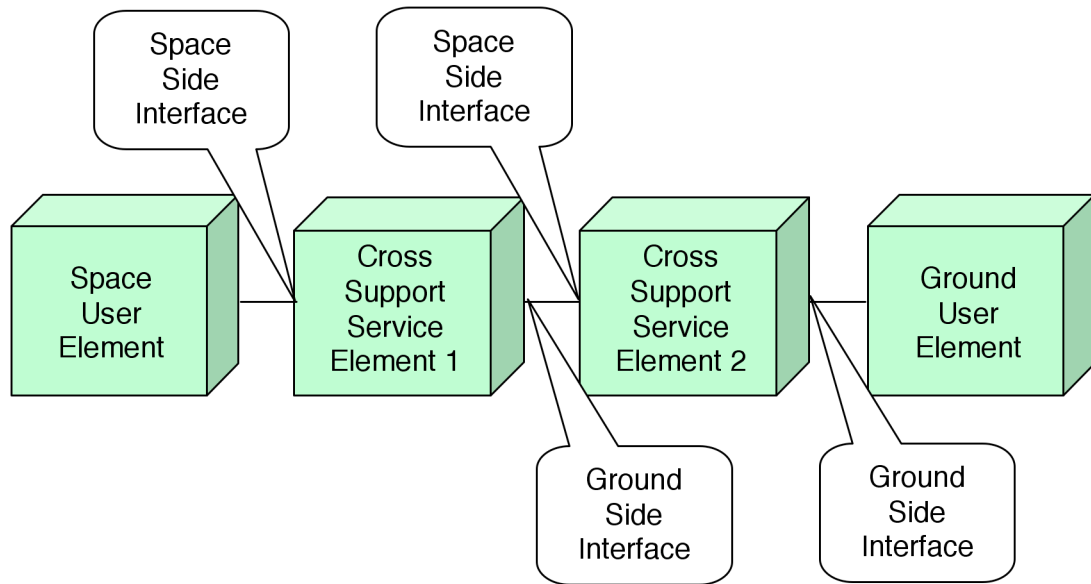 Space
Side
Interface
Space
Side
Interface
Space
User
Element
Cross
Support
Service
Element 1
Cross
Support
Service
Element 2
Ground
User
Element
Ground
Side
Interface
Ground
Side
Interface